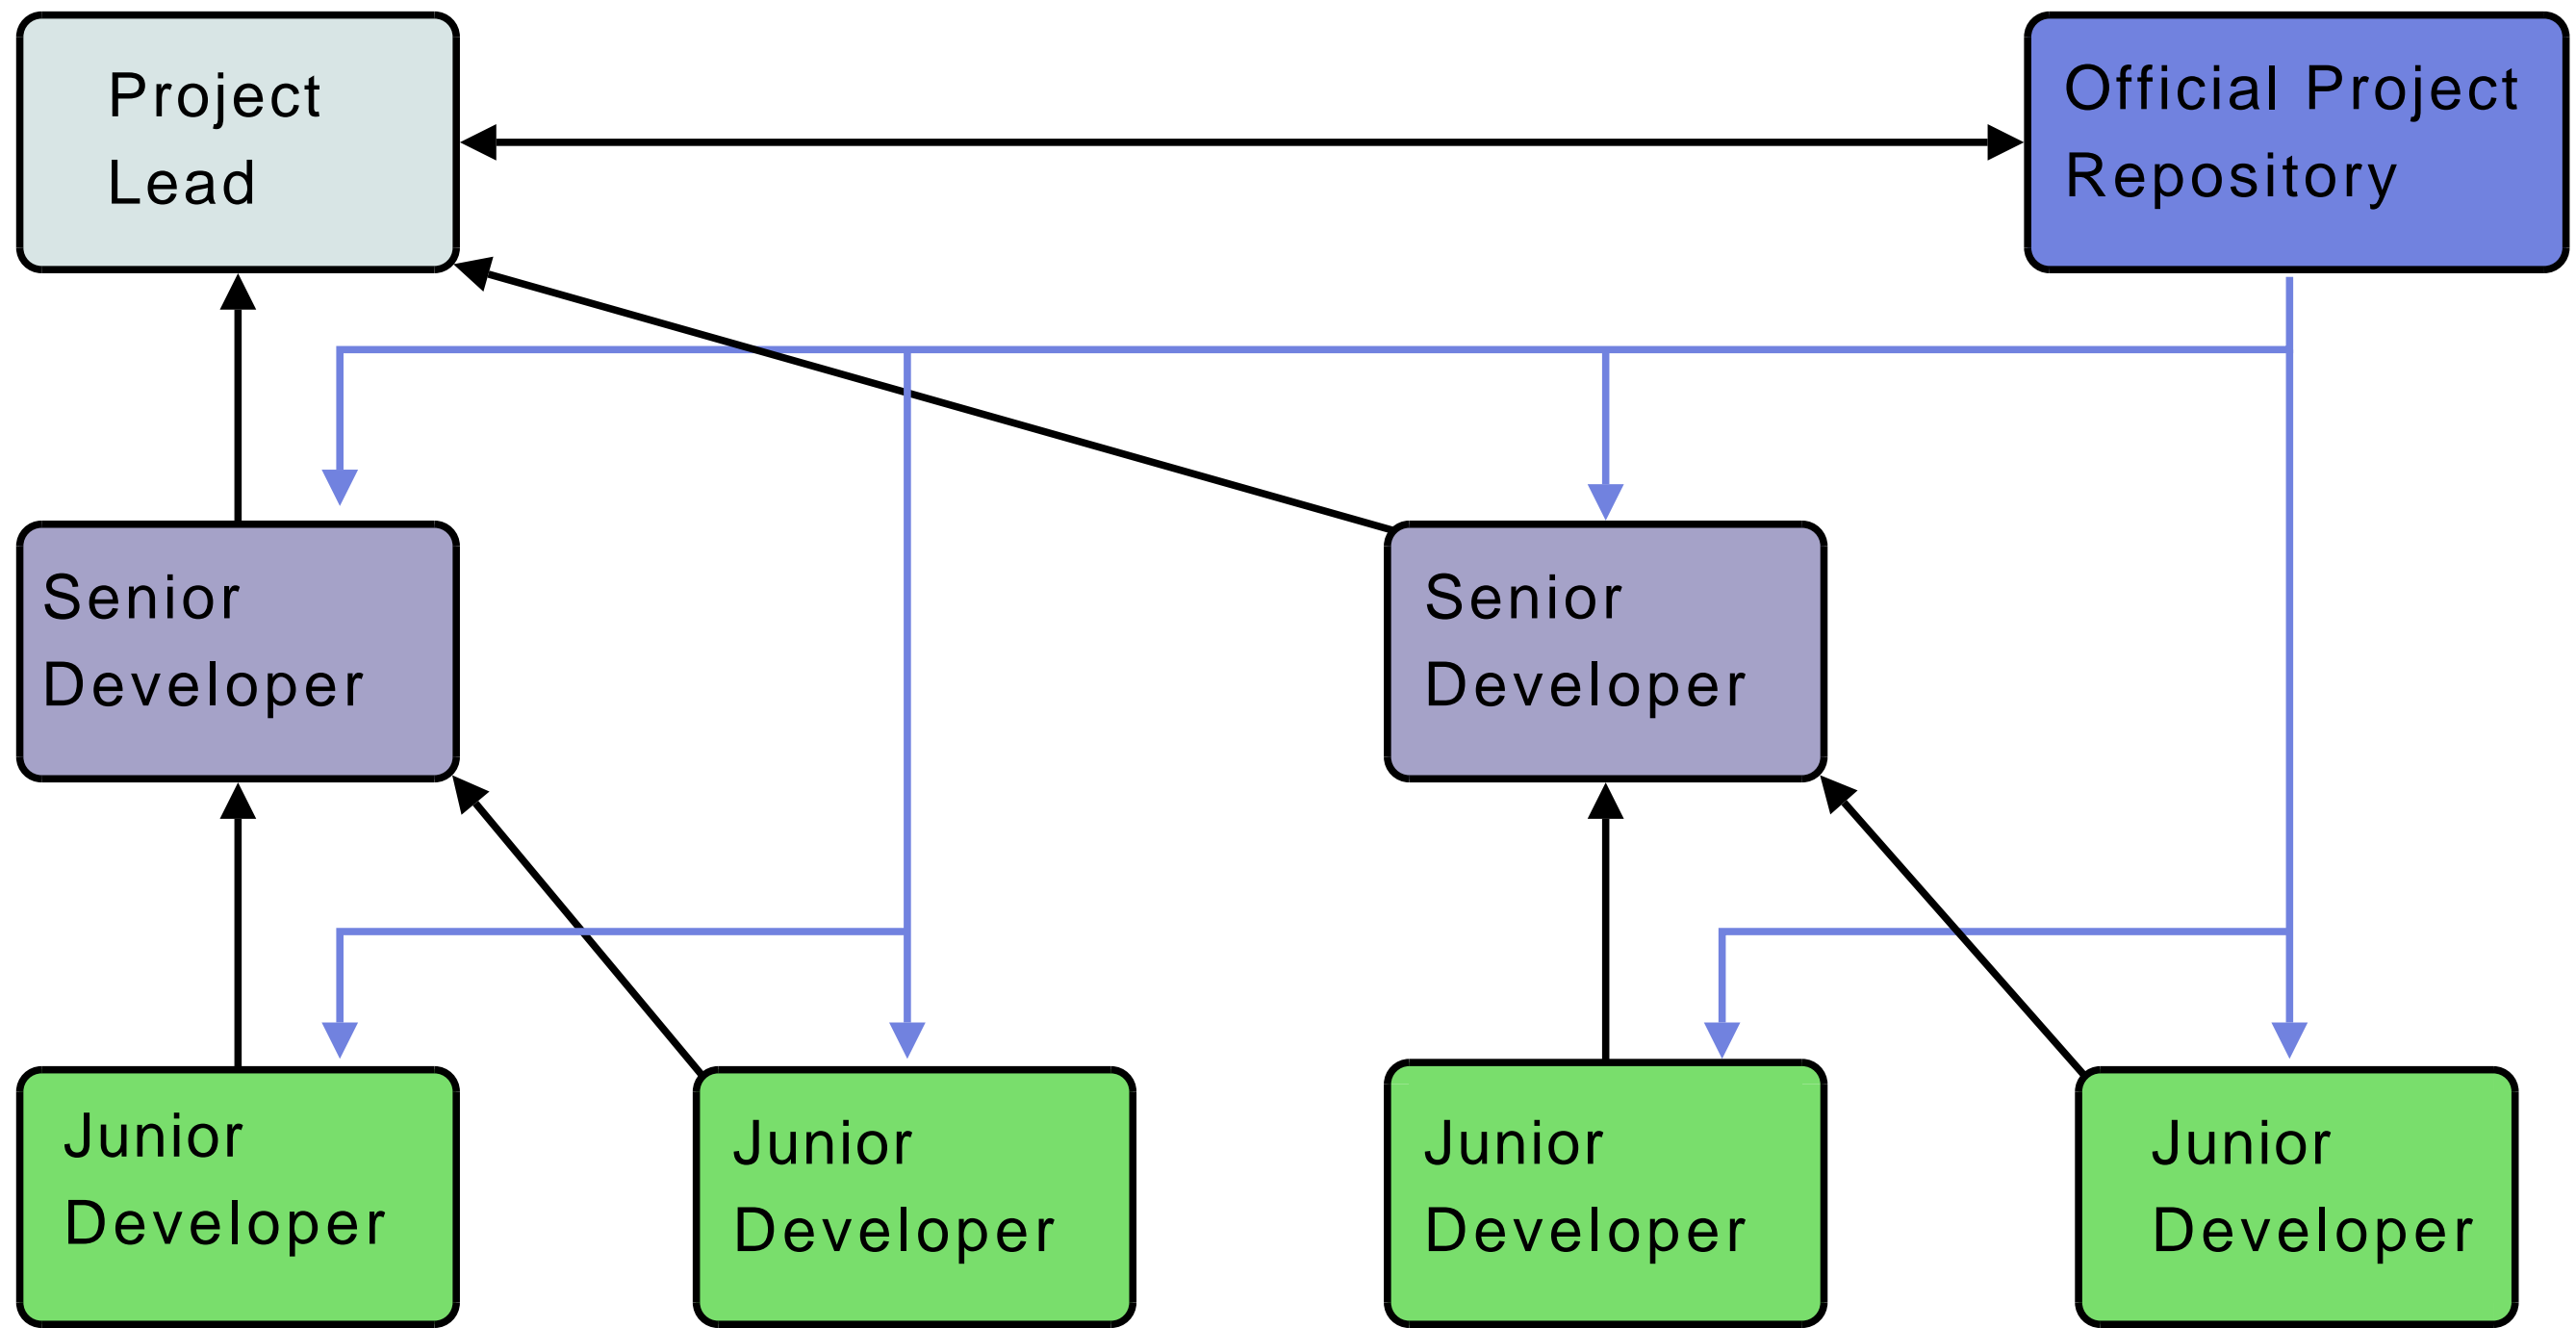 Project
Lead
Official Project
Repository
Senior
Developer
Senior
Developer
Junior
Developer
Junior
Developer
Junior
Developer
Junior
Developer